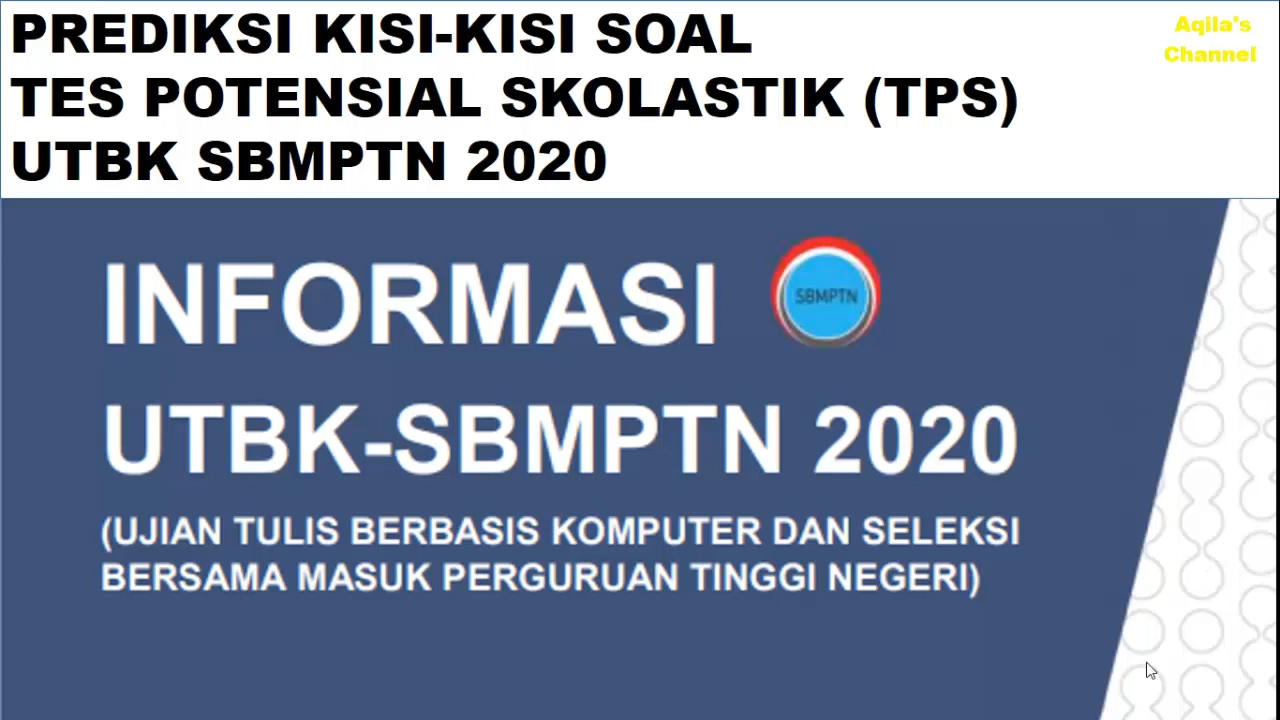 PREDIKSI KISI-KISI SOAL
TES POTENSIAL SKOLASTIK (TPS)
UTBK SBMPTN 2020
Aqila's
Channel
INFORMASI
SBMPTN
UTBK-SBMPTN 2020
(UJIAN TULIS BERBASIS KOMPUTER DAN SELEKSI
BERSAMA MASUK PERGURUAN TINGGI NEGERI)